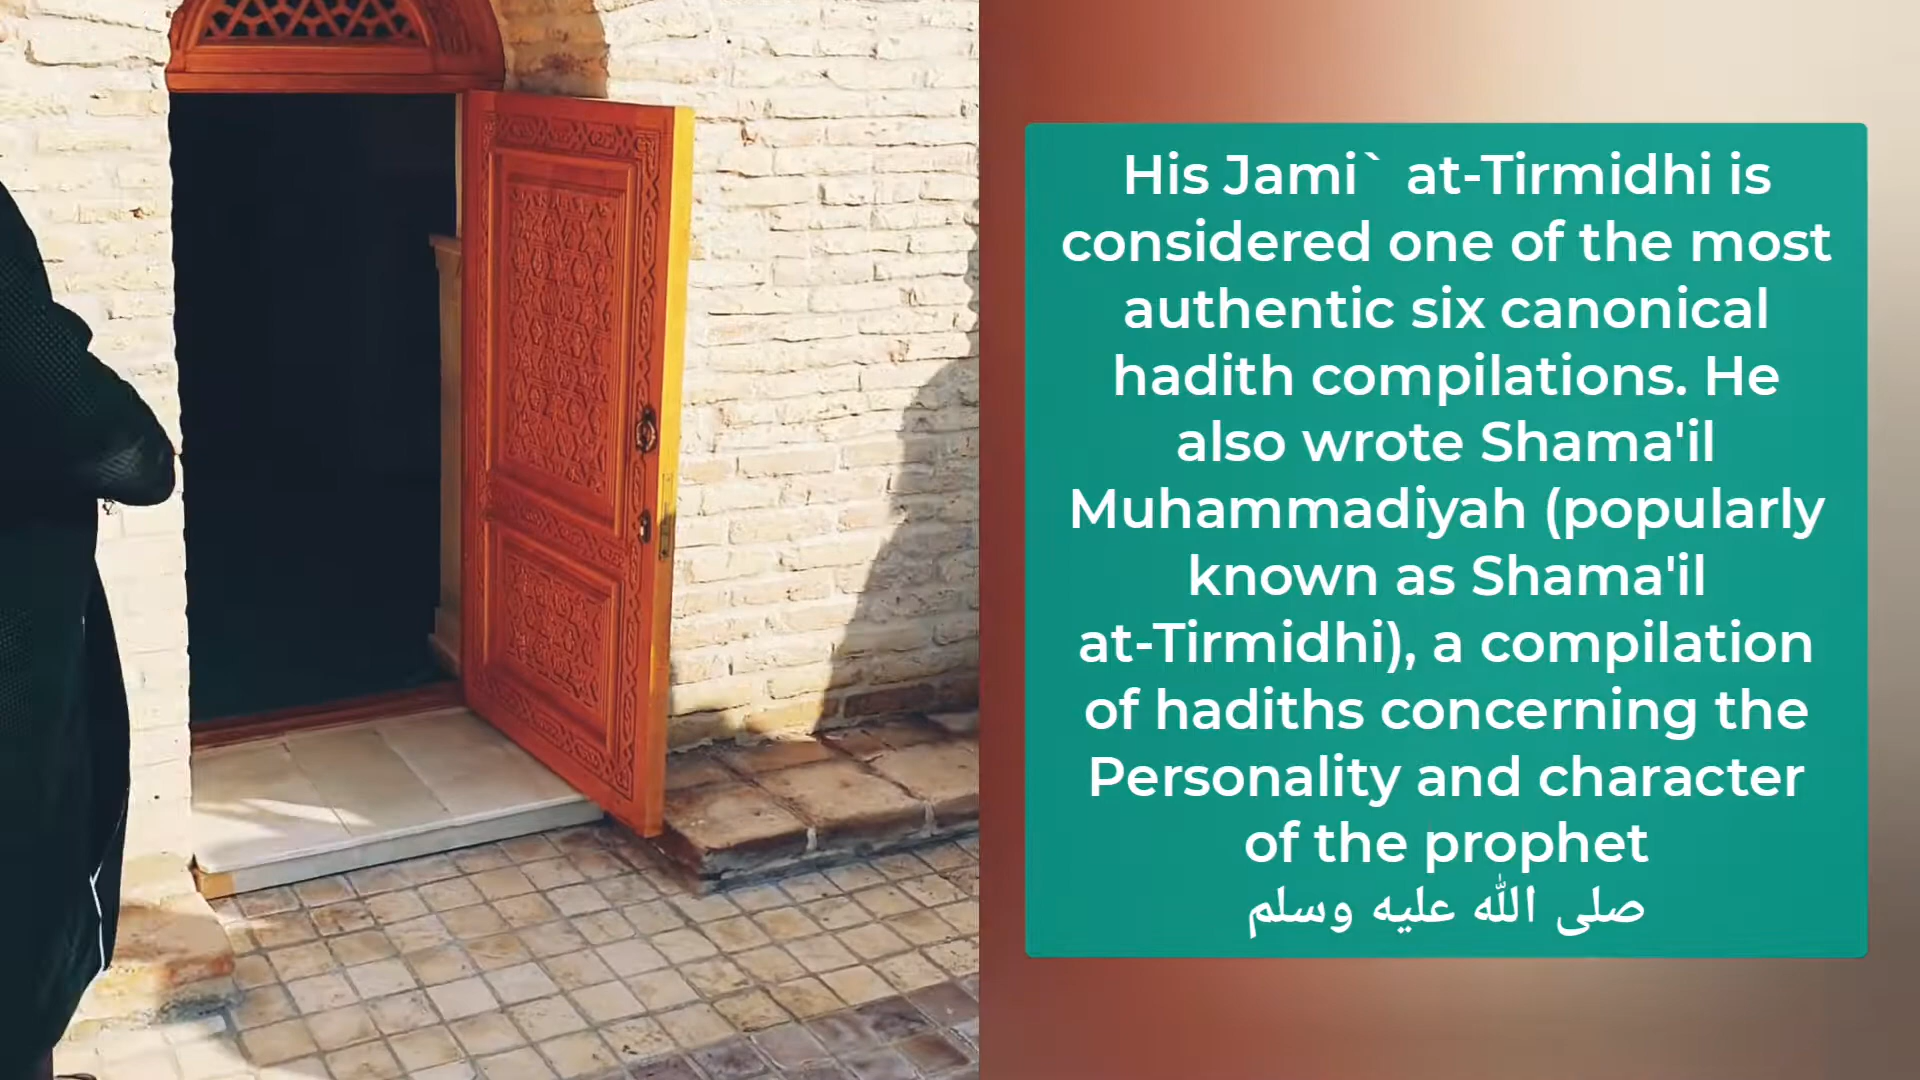 His Jami` at-Tirmidhi is
considered one of the most
authentic six canonical
hadith compilations. He
also wrote Shama'il
Muhammadiyah (popularly
known as Shama'il
at-Tirmidhi), a compilation
of hadiths concerning the
Personality and character
of the prophet
صلى الله عليه وسلم